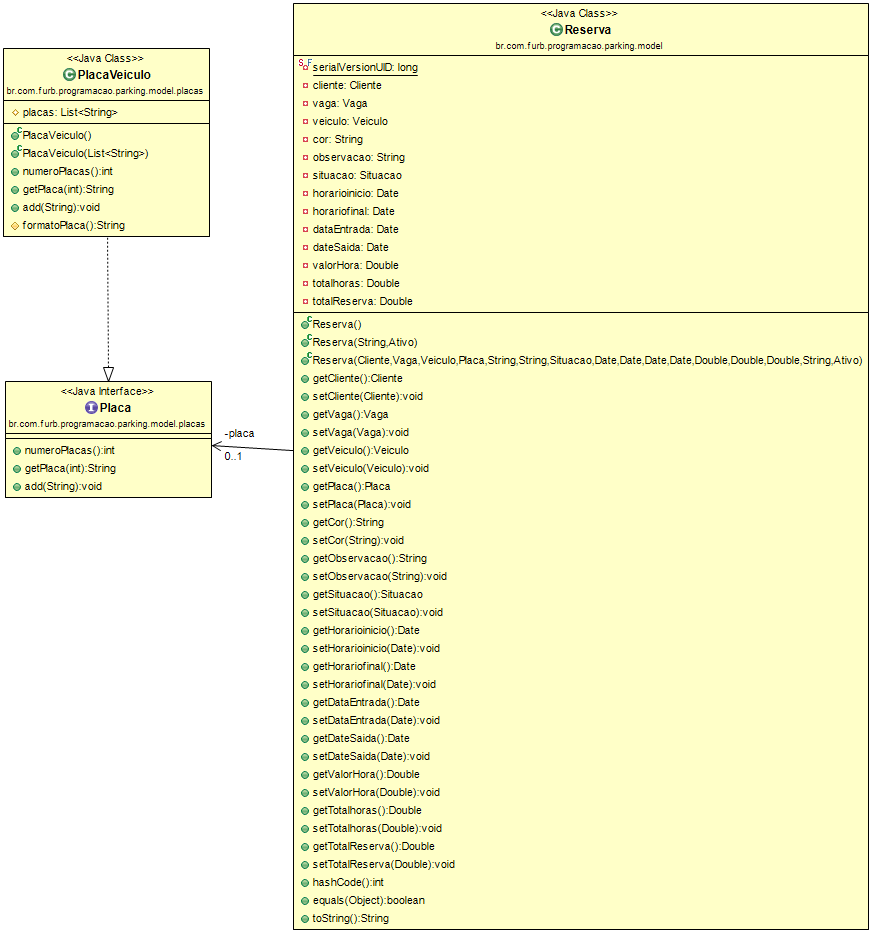 <<Java Class>>
PlacaVeiculo
br.com.furb.programacao.parking.model.placas
placas: List<String>
PlacaVeiculo()
PlacaVeiculo(List<String>)
numeroPlacas():int
getPlaca(int):String
add(String):void
formatoPlaca():String
<<Java Interface>>
Placa
br.com.furb.programacao.parking.model.placas
numeroPlacas():int
getPlaca(int):String
add(String):void
-placa
0..1
<<Java Class>>
Reserva
br.com.furb.programacao.parking.model
serialVersionUID: long
cliente: Cliente
vaga: Vaga
veiculo: Veiculo
cor: String
observacao: String
situacao: Situacao
horarioinicio: Date
horariofinal: Date
dataEntrada: Date
dateSaida: Date
valorHora: Double
totalhoras: Double
totalReserva: Double
Reserva()
Reserva(String,Ativo)
Reserva(Cliente,Vaga,Veiculo,Placa,String,String,Situacao,Date,Date,Date,Date,Double,Double,Double,String,Ativo)
getCliente():Cliente
setCliente(Cliente):void
getVaga():Vaga
setVaga(Vaga):void
getVeiculo():Veiculo
setVeiculo(Veiculo):void
getPlaca():Placa
setPlaca(Placa):void
getCor():String
setCor(String):void
getObservacao():String
setObservacao(String):void
getSituacao():Situacao
setSituacao(Situacao):void
getHorarioinicio():Date
setHorarioinicio(Date):void
getHorariofinal():Date
setHorariofinal(Date):void
getDataEntrada():Date
setDataEntrada(Date):void
getDateSaida():Date
setDateSaida(Date):void
getValorHora():Double
setValorHora(Double):void
getTotalhoras():Double
setTotalhoras(Double):void
getTotalReserva():Double
setTotalReserva(Double):void
hashCode():int
equals(Object):boolean
toString():String